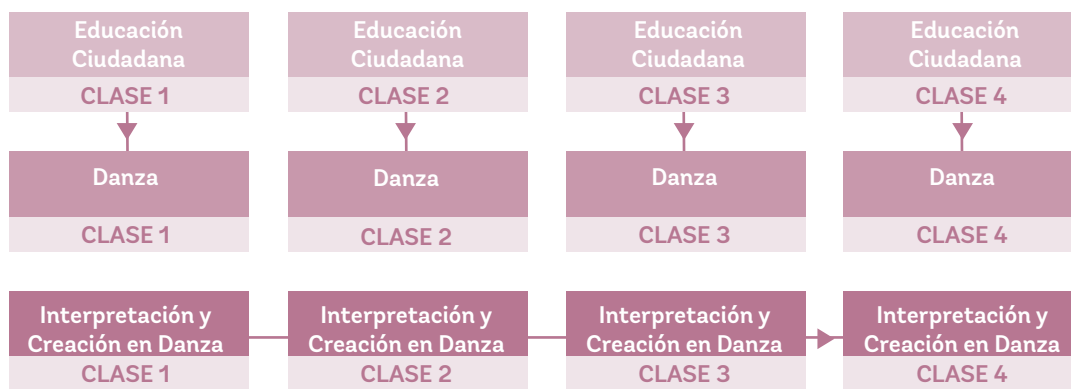 Educación
Ciudadana
CLASE 1
Educación
Ciudadana
CLASE 2
Educación
Ciudadana
CLASE 3
Educación
Ciudadana
CLASE 4
Danza
CLASE 1
Danza
CLASE 2
Danza
CLASE 3
Danza
CLASE 4
Interpretación y
Creación en Danza
CLASE 1
Interpretación y
Creación en Danza
CLASE 2
Interpretación y
Creación en Danza
CLASE 3
Interpretación y
Creación en Danza
CLASE 4